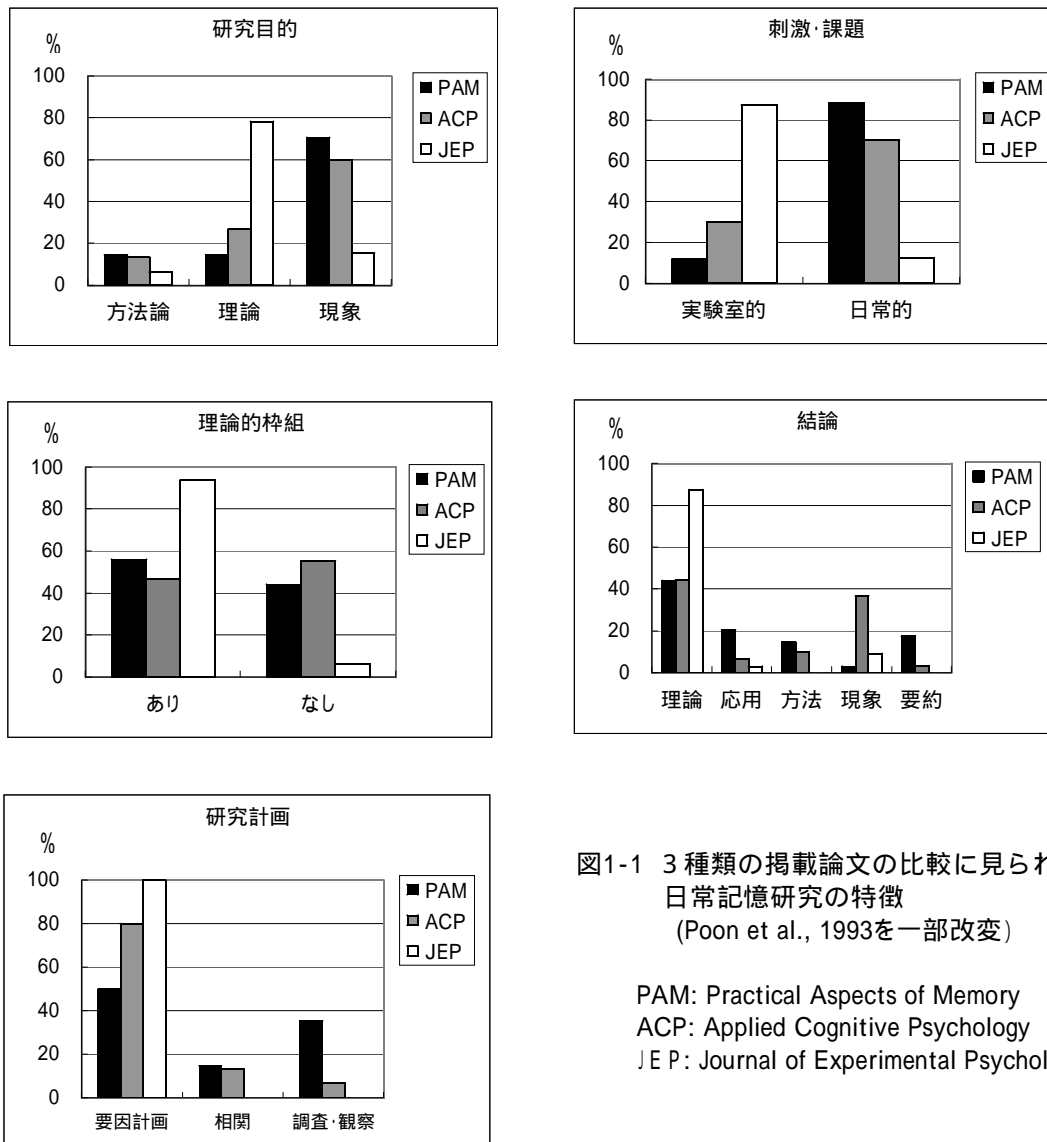 研究目的
%
100
80
60
40
20
0
方法論 理論 現象
PAM
ACP
JEP
刺激･課題
%
100
80
60
40
20
0
実験室的 日常的
PAM
ACP
JEP
理論的枠組
%
100
80
60
40
20
0
あり なし
PAM
ACP
JEP
結論
%
100
80
60
40
20
0
理論 応用 方法 現象 要約
PAM
ACP
JEP
研究計画
%
100
80
60
40
20
0
要因計画 相関 調査･観察
PAM
ACP
JEP
図1-1 ３種類の掲載論文の比較に見られ
日常記憶研究の特徴
(Poon et al., 1993を一部改変)
PAM: Practical Aspects of Memory
ACP: Applied Cognitive Psychology
JEP: Journal of Experimental Psychol